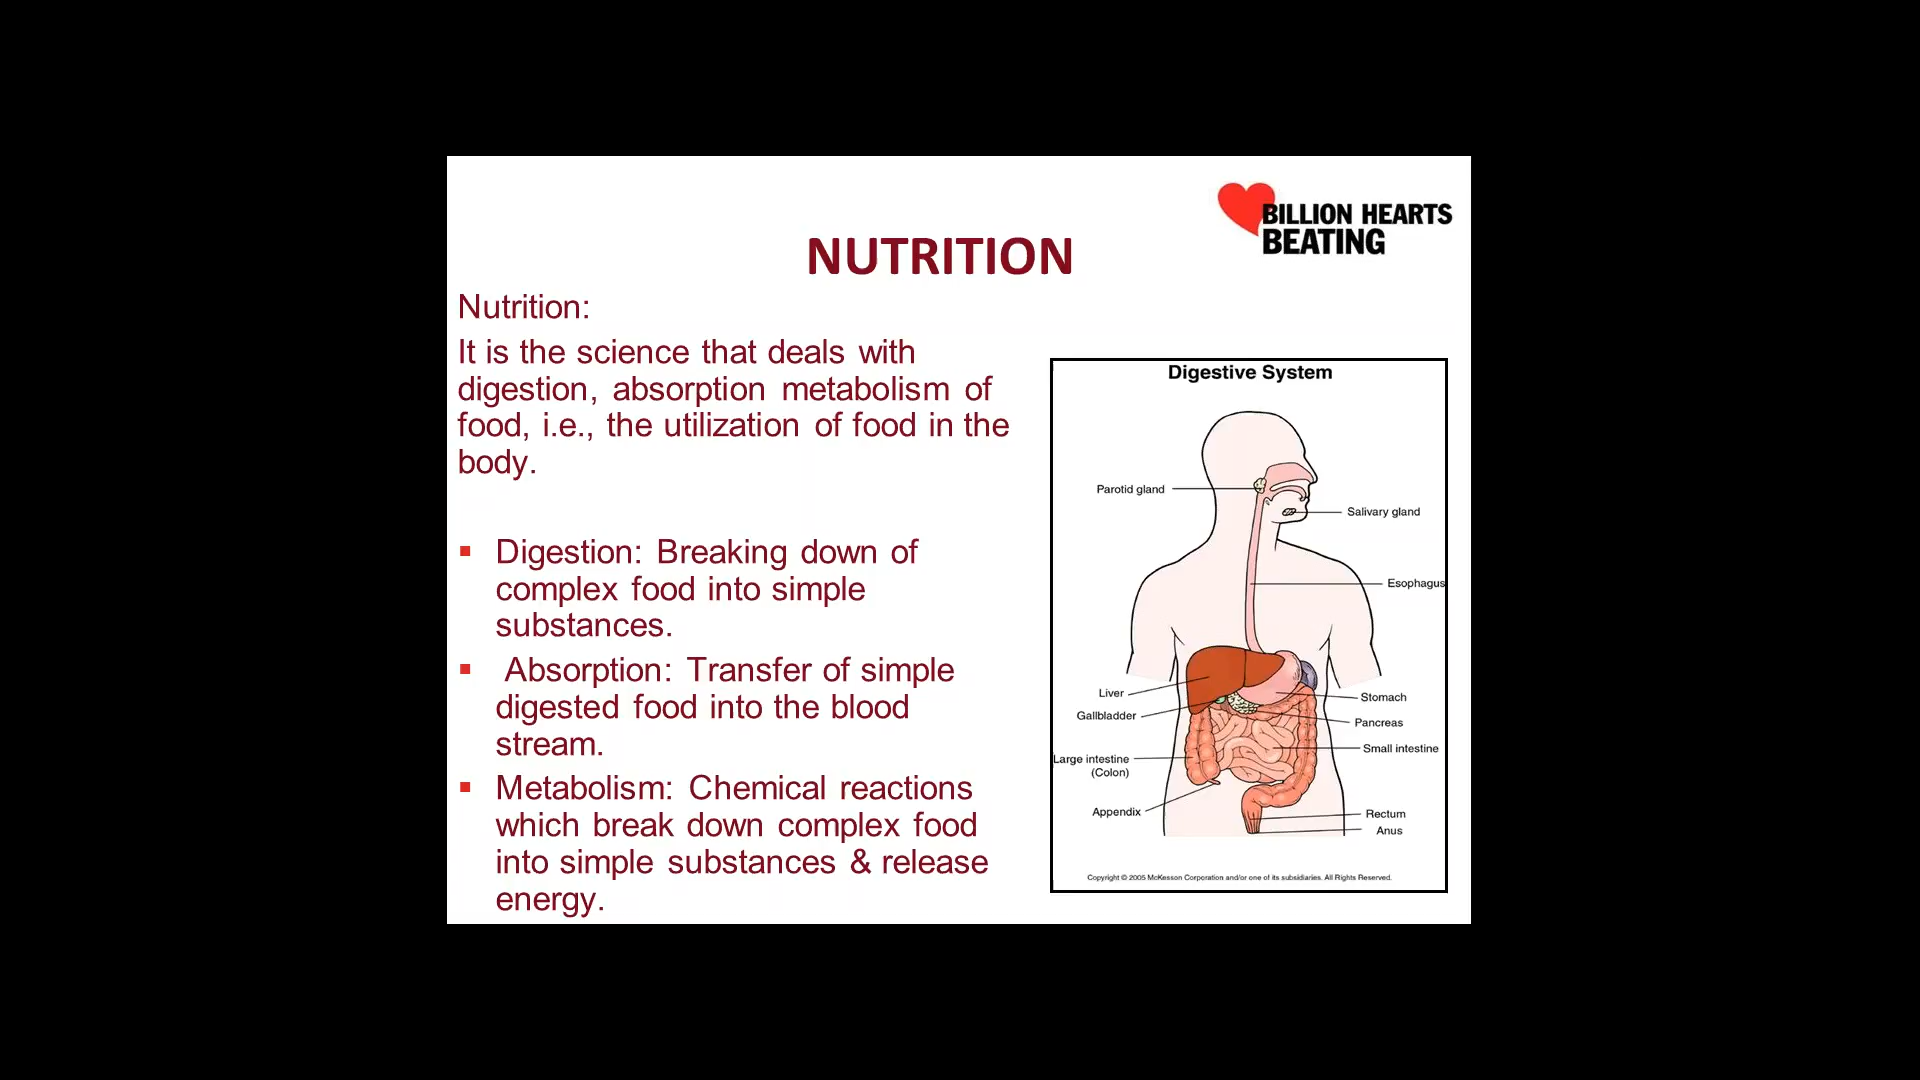 BILLION HEARTS
BEATING
NUTRITION
Nutrition:
It is the science that deals with
digestion, absorption metabolism of
food, i.e., the utilization of food in the
body.
▪ Digestion: Breaking down of
complex food into simple
substances.
▪ Absorption: Transfer of simple
digested food into the blood
stream.
▪ Metabolism: Chemical reactions
which break down complex food
into simple substances & release
energy.
Digestive System
Parotid gland
Salivary gland
Esophagus
Liver
Stomach
Gallbladder
Pancreas
Small intestine
Large intestine
(Colon)
Appendix
Rectum
Anus
Copyright © 2005 McKesson Corporation and/or one of its subsidiaries. All Rights Reserved.